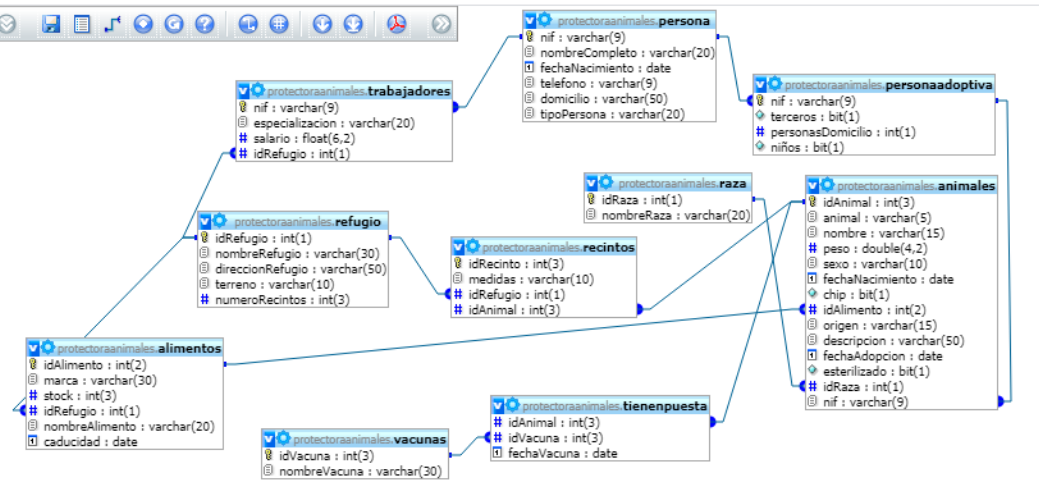 protectoraanimales.persona
nif : varchar(9)
nombreCompleto : varchar(20)
fechaNacimiento : date
telefono : varchar(9)
domicilio : varchar(50)
tipoPersona : varchar(20)
protectoraanimales.trabajadores
nif : varchar(9)
especializacion : varchar(20)
# salario : float(6,2)
# idRefugio : int(1)
protectoraanimales.personaadoptiva
nif : varchar(9)
terceros : bit(1)
# personasDomicilio : int(1)
niños : bit(1)
protectoraanimales.raza
idRaza : int(1)
nombreRaza : varchar(20)
protectoraanimales.animales
idAnimal : int(3)
animal : varchar(5)
nombre : varchar(15)
# peso : double(4,2)
sexo : varchar(10)
fechaNacimiento : date
chip : bit(1)
# idAlimento : int(2)
origen : varchar(15)
descripcion : varchar(50)
fechaAdopcion : date
esterilizado : bit(1)
# idRaza : int(1)
nif : varchar(9)
protectoraanimales.refugio
idRefugio : int(1)
nombreRefugio : varchar(30)
direccionRefugio : varchar(50)
terreno : varchar(10)
# numeroRecintos : int(3)
protectoraanimales.recintos
idRecinto : int(3)
medidas : varchar(10)
# idRefugio : int(1)
# idAnimal : int(3)
protectoraanimales.alimentos
idAlimento : int(2)
marca : varchar(30)
# stock : int(3)
# idRefugio : int(1)
nombreAlimento : varchar(20)
caducidad : date
protectoraanimales.tienenpuesta
# idAnimal : int(3)
# idVacuna : int(3)
fechaVacuna : date
protectoraanimales.vacunas
idVacuna : int(3)
nombreVacuna : varchar(30)